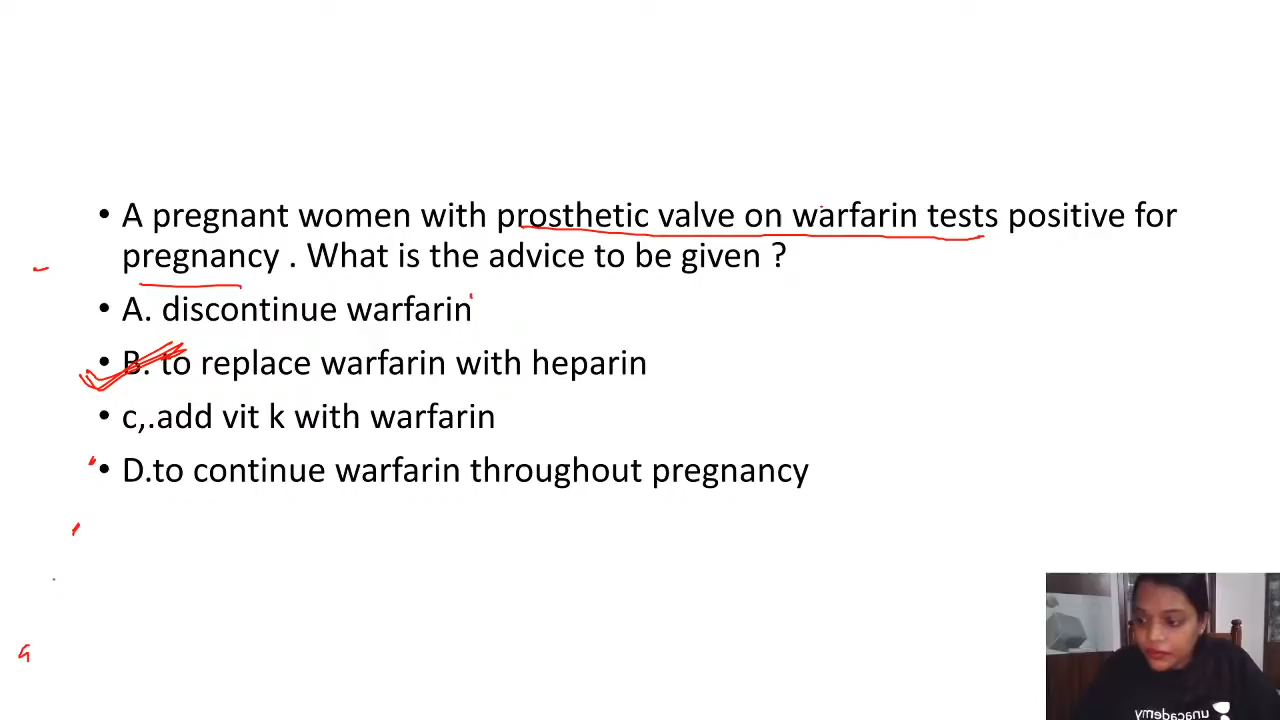 • A pregnant women with prosthetic valve on warfarin tests positive for
pregnancy . What is the advice to be given ?
• A. discontinue warfarin
• B. to replace warfarin with heparin
• c,.add vit k with warfarin
• D.to continue warfarin throughout pregnancy
unacademy